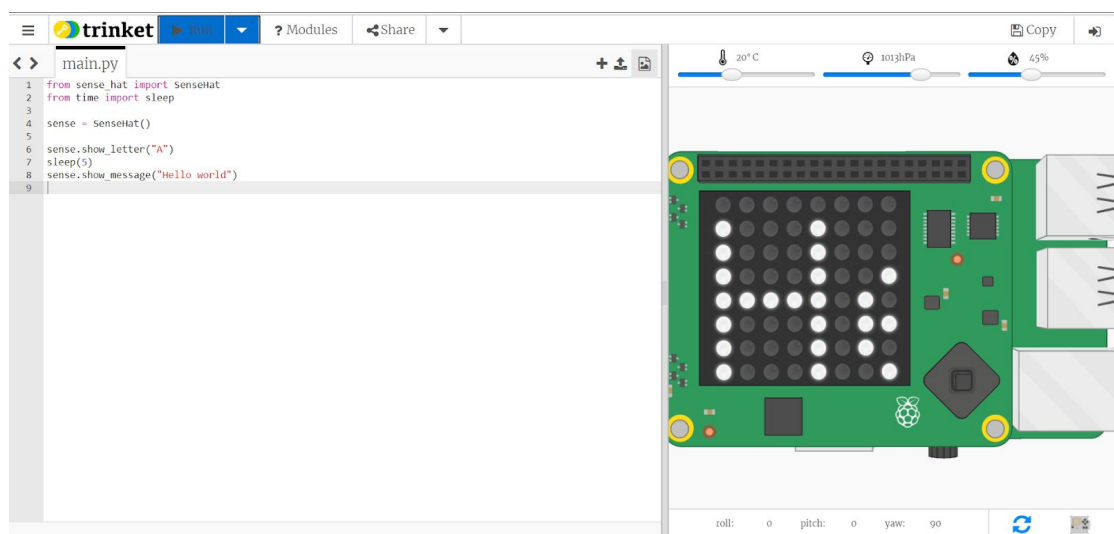 trinket Run ? Modules Share Copy
main.py
20° C 1013hPa 45%
1 from sense_hat import SenseHat
2 from time import sleep
3
4 sense = SenseHat()
5
6 sense.show_letter("A")
7 sleep(5)
8 sense.show_message("Hello world")
9
roll: 0 pitch: 0 yaw: 90